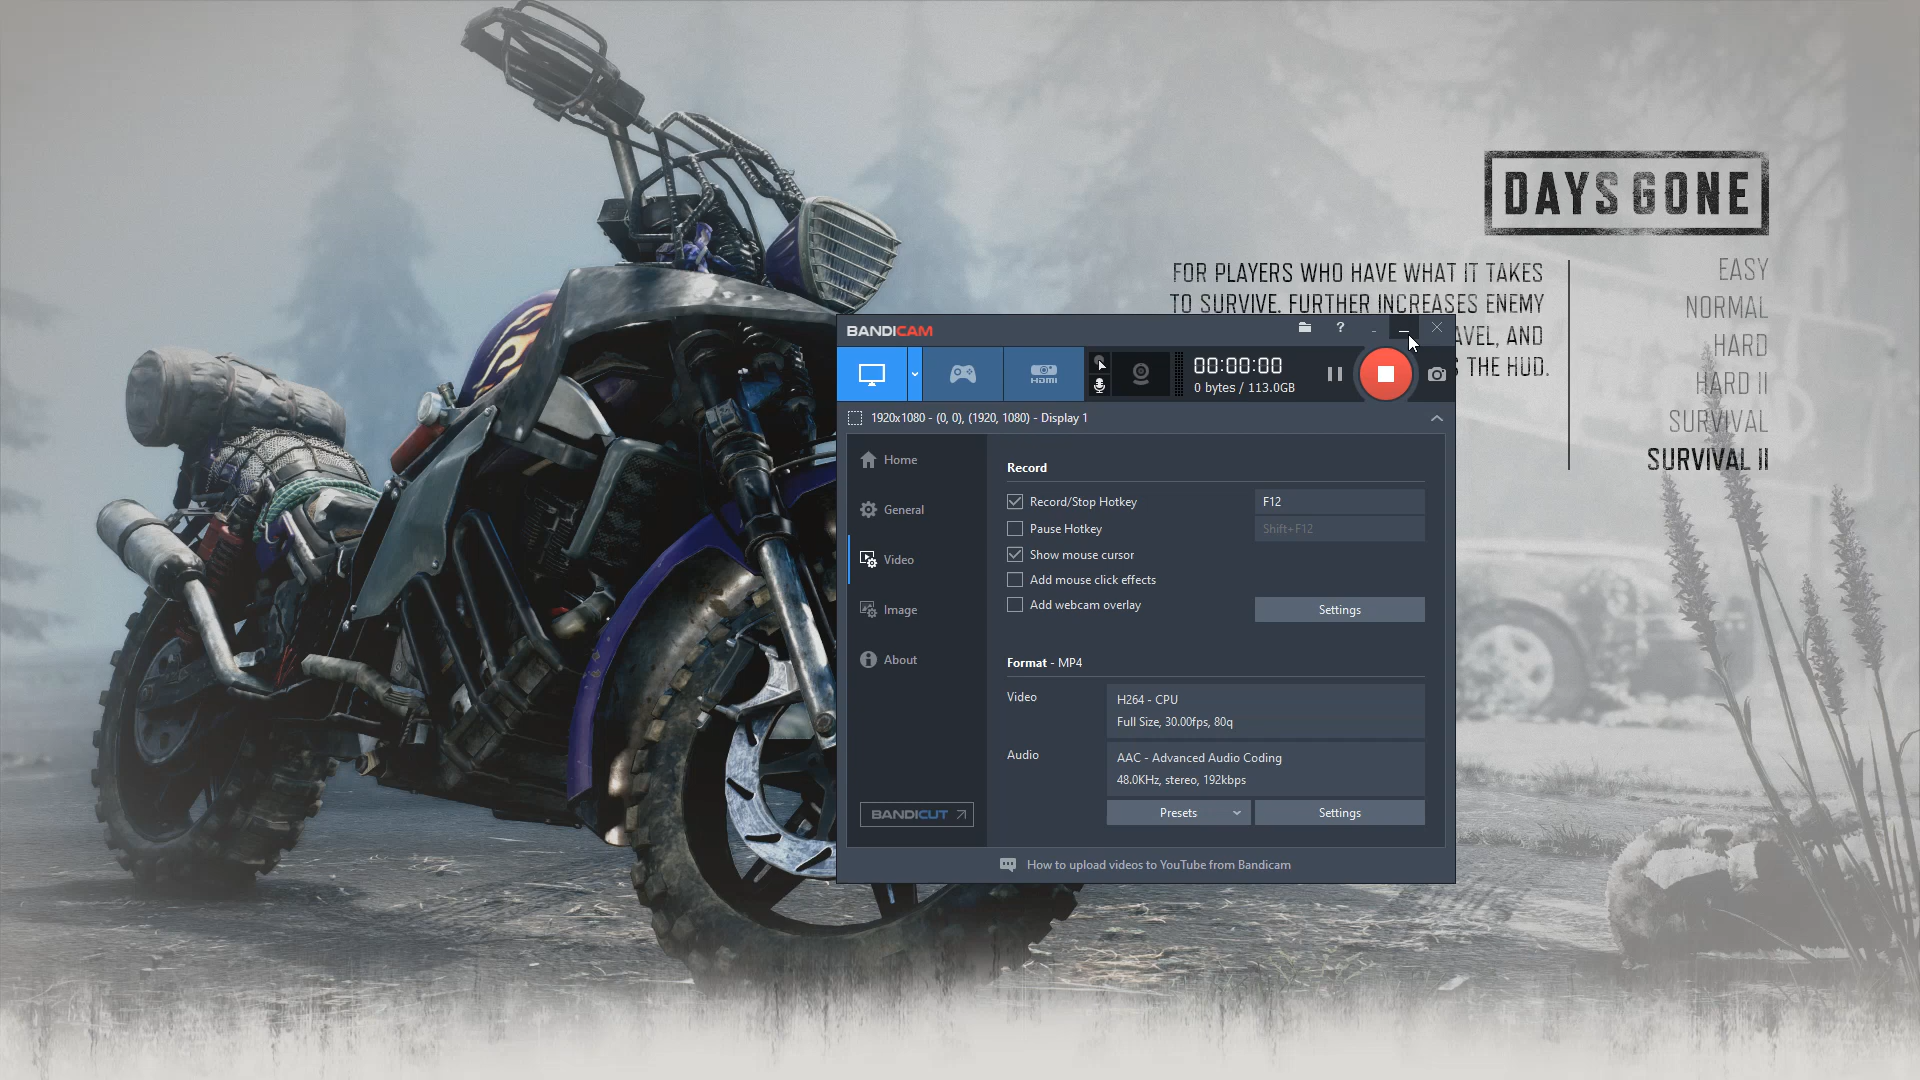 DAYS GONE
FOR PLAYERS WHO HAVE WHAT IT TAKES
TO SURVIVE. FURTHER INCREASES ENEMY
AVEL, AND
THE HUD.
EASY
NORMAL
HARD
HARD II
SURVIVAL
SURVIVAL II
BANDICAM
?
HDMI
00:00:00
0 bytes / 113.0GB
1920x1080 - (0, 0), (1920, 1080) - Display 1
Home
General
Video
Image
About
BANDICUT
Record
Record/Stop Hotkey
F12
Pause Hotkey
Shift+F12
Show mouse cursor
Add mouse click effects
Add webcam overlay
Settings
Format - MP4
Video
H264 - CPU
Full Size, 30.00fps, 80q
Audio
AAC - Advanced Audio Coding
48.0KHz, stereo, 192kbps
Presets
Settings
How to upload videos to YouTube from Bandicam